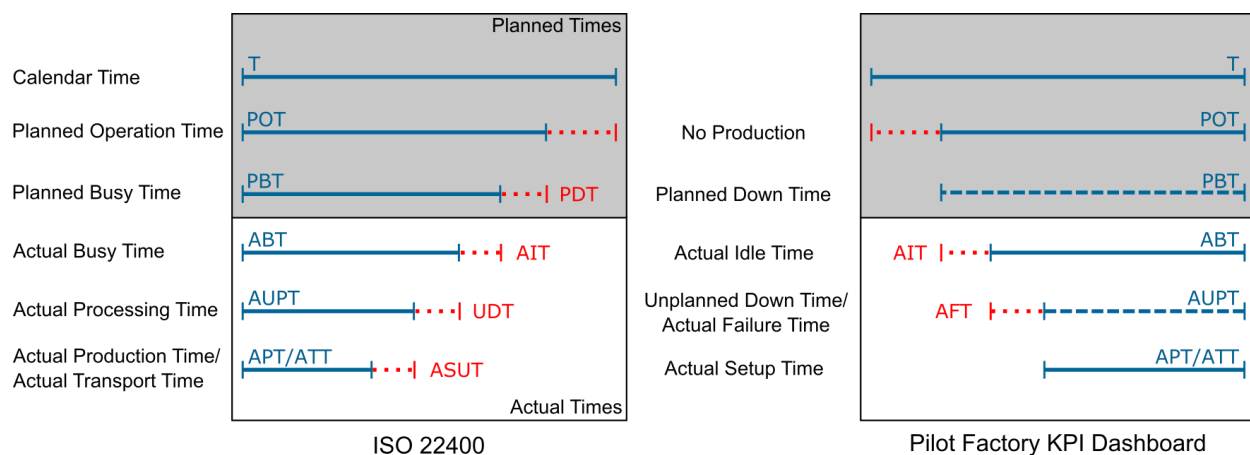 Planned Times
Calendar Time
T
T
Planned Operation Time
POT
No Production
POT
Planned Busy Time
PBT
PDT
Planned Down Time
PBT
Actual Busy Time
ABT
AIT
Actual Idle Time
AIT
ABT
Actual Processing Time
AUPT
UDT
Unplanned Down Time/
Actual Failure Time
AFT
AUPT
Actual Production Time/
Actual Transport Time
APT/ATT
ASUT
Actual Setup Time
APT/ATT
Actual Times
ISO 22400
Pilot Factory KPI Dashboard